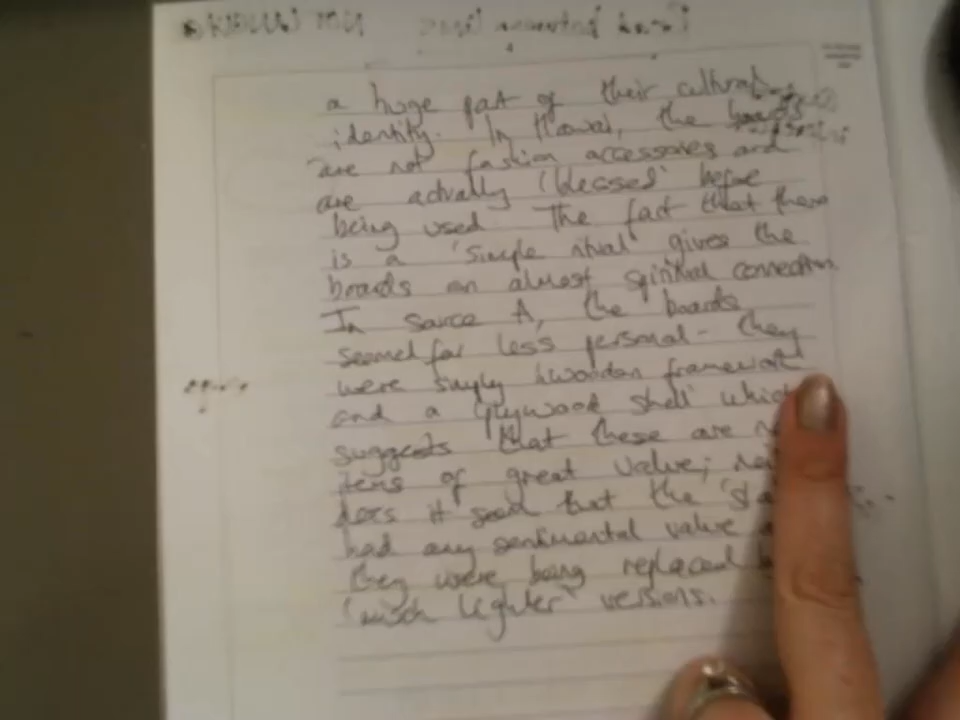 a huge part of their cultural
identity. In Hawai, the boards
are not fashion accessories and
are actually 'blessed' before
being used. The fact that there
is a 'simple ritual' gives the
boards an almost spiritual connection.
In source A, the boards
seemed far less personal - they
were simply 'wooden framework
and a plywood shell' which
suggests that these are
items of great value;
does it seem that the
had any sentimental value
they were being replaced
'much lighter' versions.